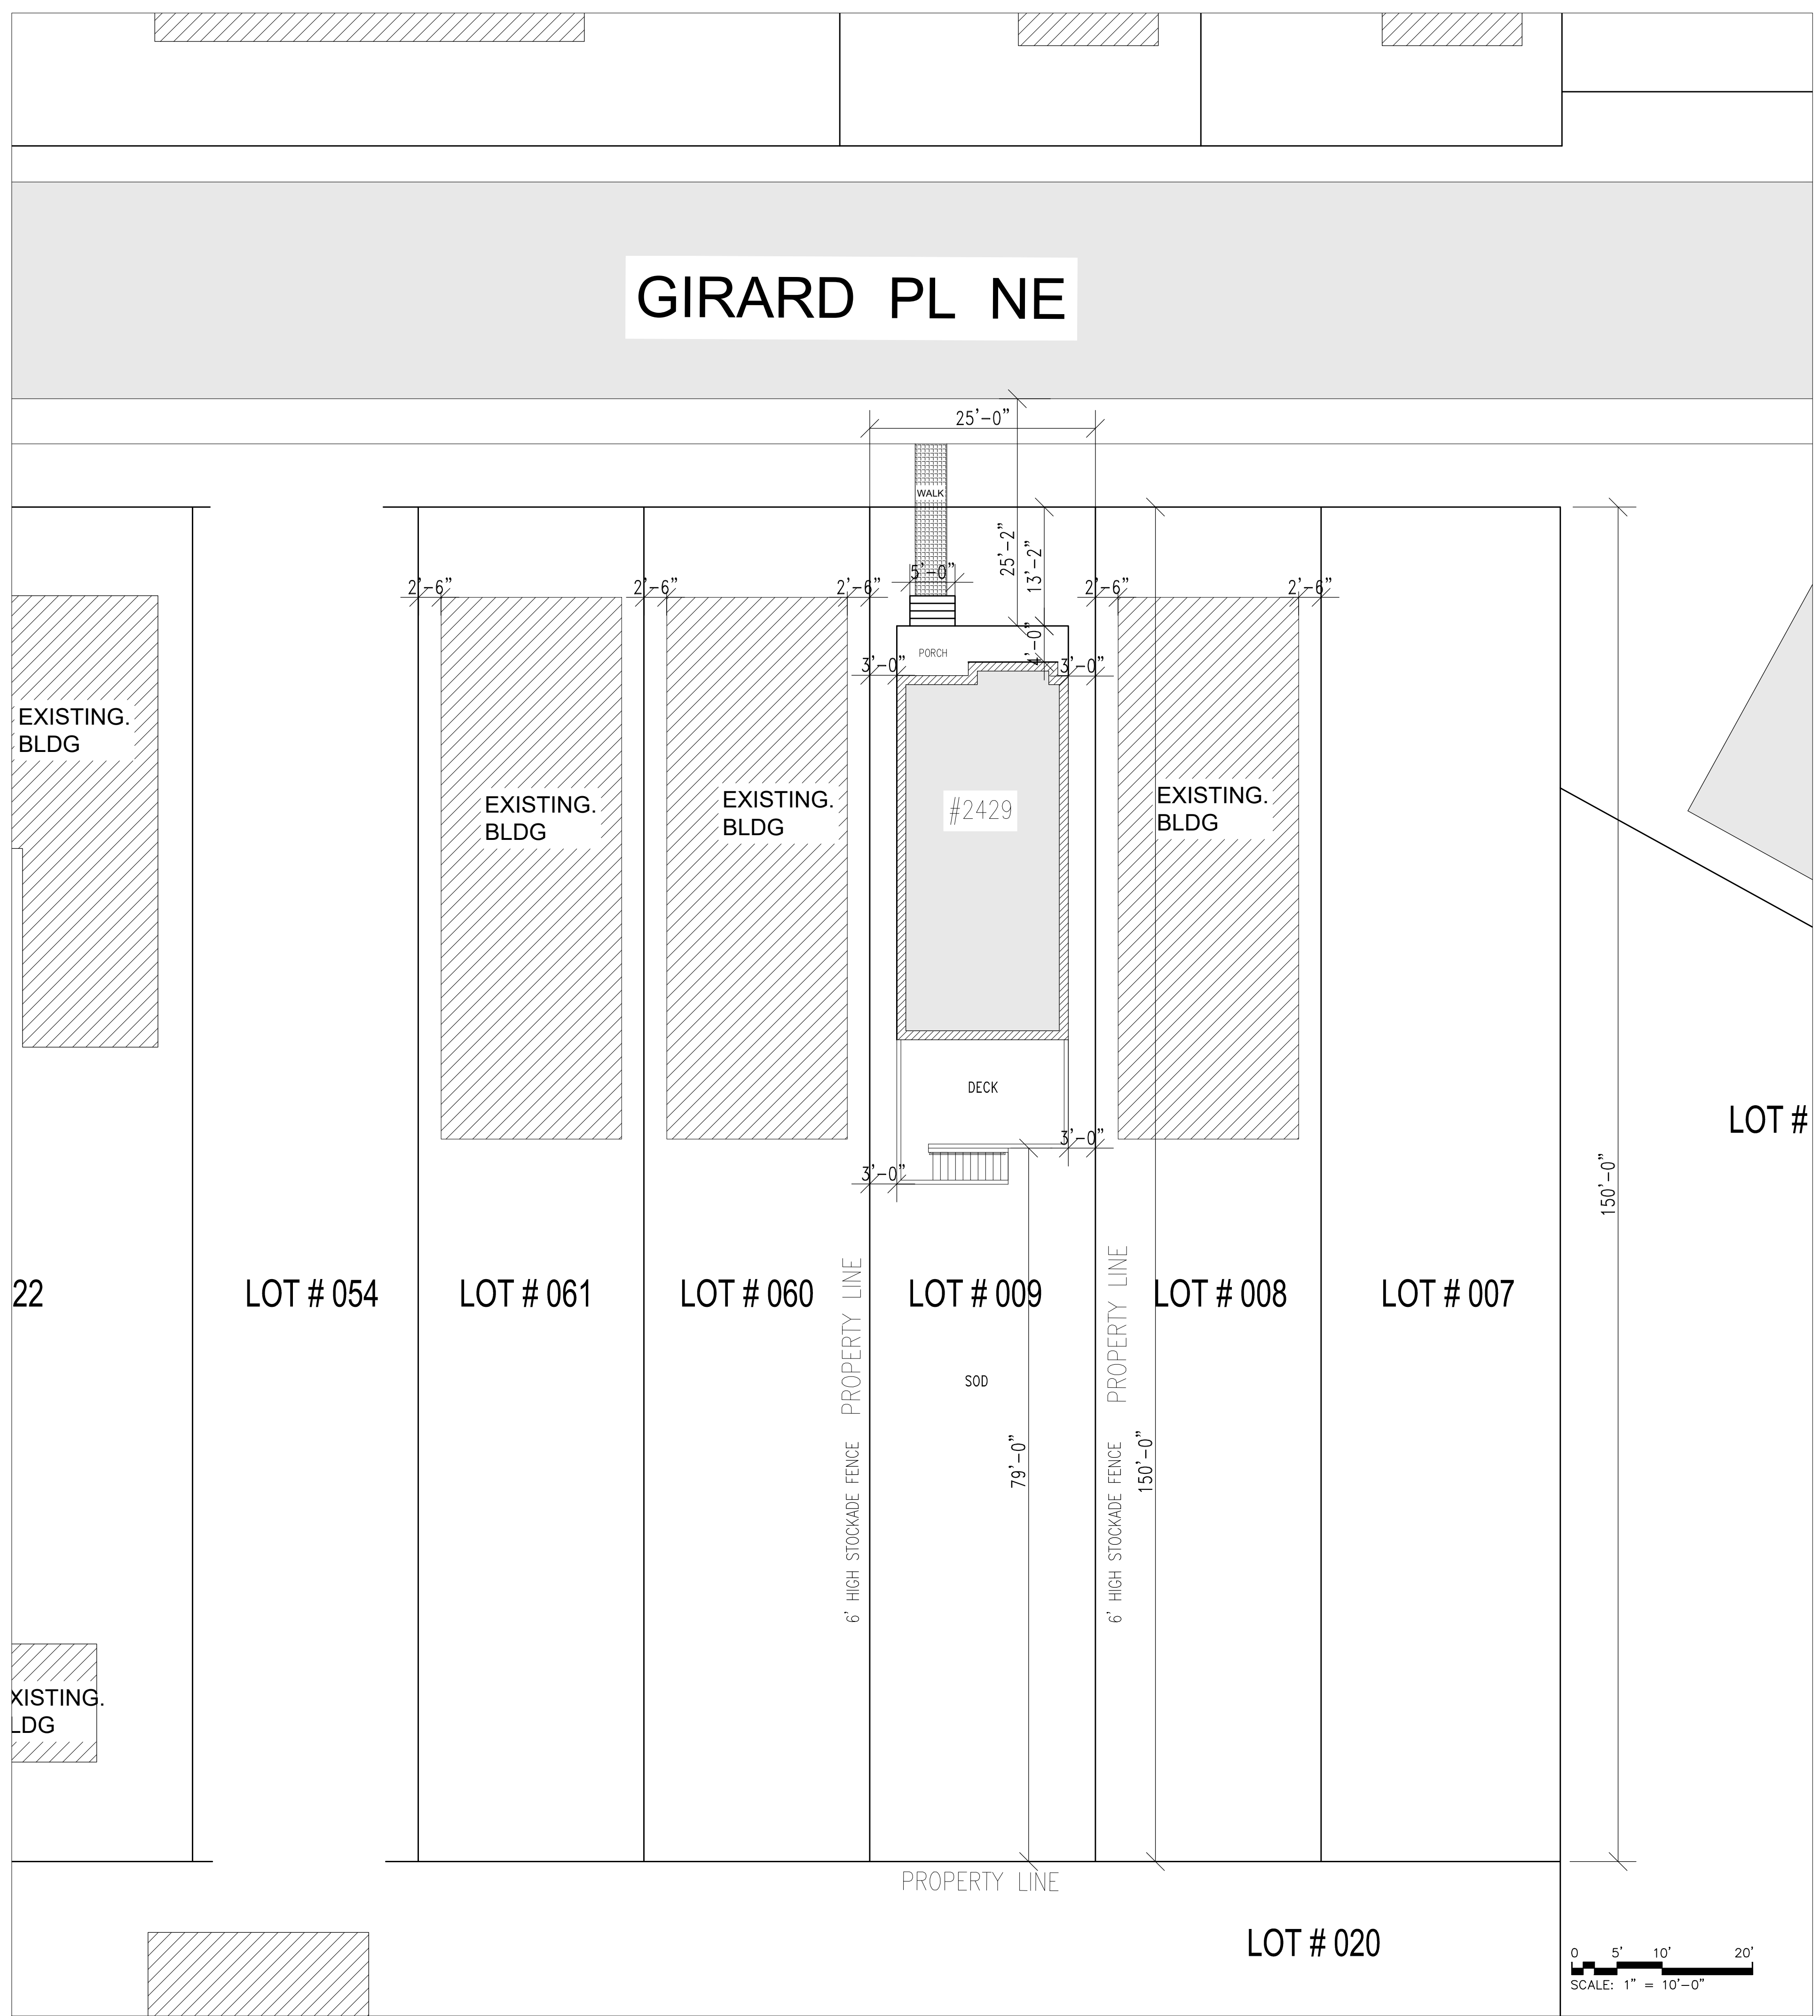 GIRARD PL NE
25'-0"
WALK
25'-2"
13'-2"
5'-0"
2'-6"
2'-6"
2'-6"
2'-6"
2'-6"
4'-0"
PORCH
3'-0"
3'-0"
EXISTING.
BLDG
EXISTING.
BLDG
EXISTING.
BLDG
#2429
EXISTING.
BLDG
DECK
3'-0"
3'-0"
LOT #
150'-0"
22
LOT # 054
LOT # 061
LOT # 060
LOT # 009
LOT # 008
LOT # 007
PROPERTY LINE
PROPERTY LINE
SOD
6' HIGH STOCKADE FENCE
79'-0"
6' HIGH STOCKADE FENCE
150'-0"
XISTING.
LDG
PROPERTY LINE
LOT # 020
0 5' 10' 20'
SCALE: 1" = 10'-0"